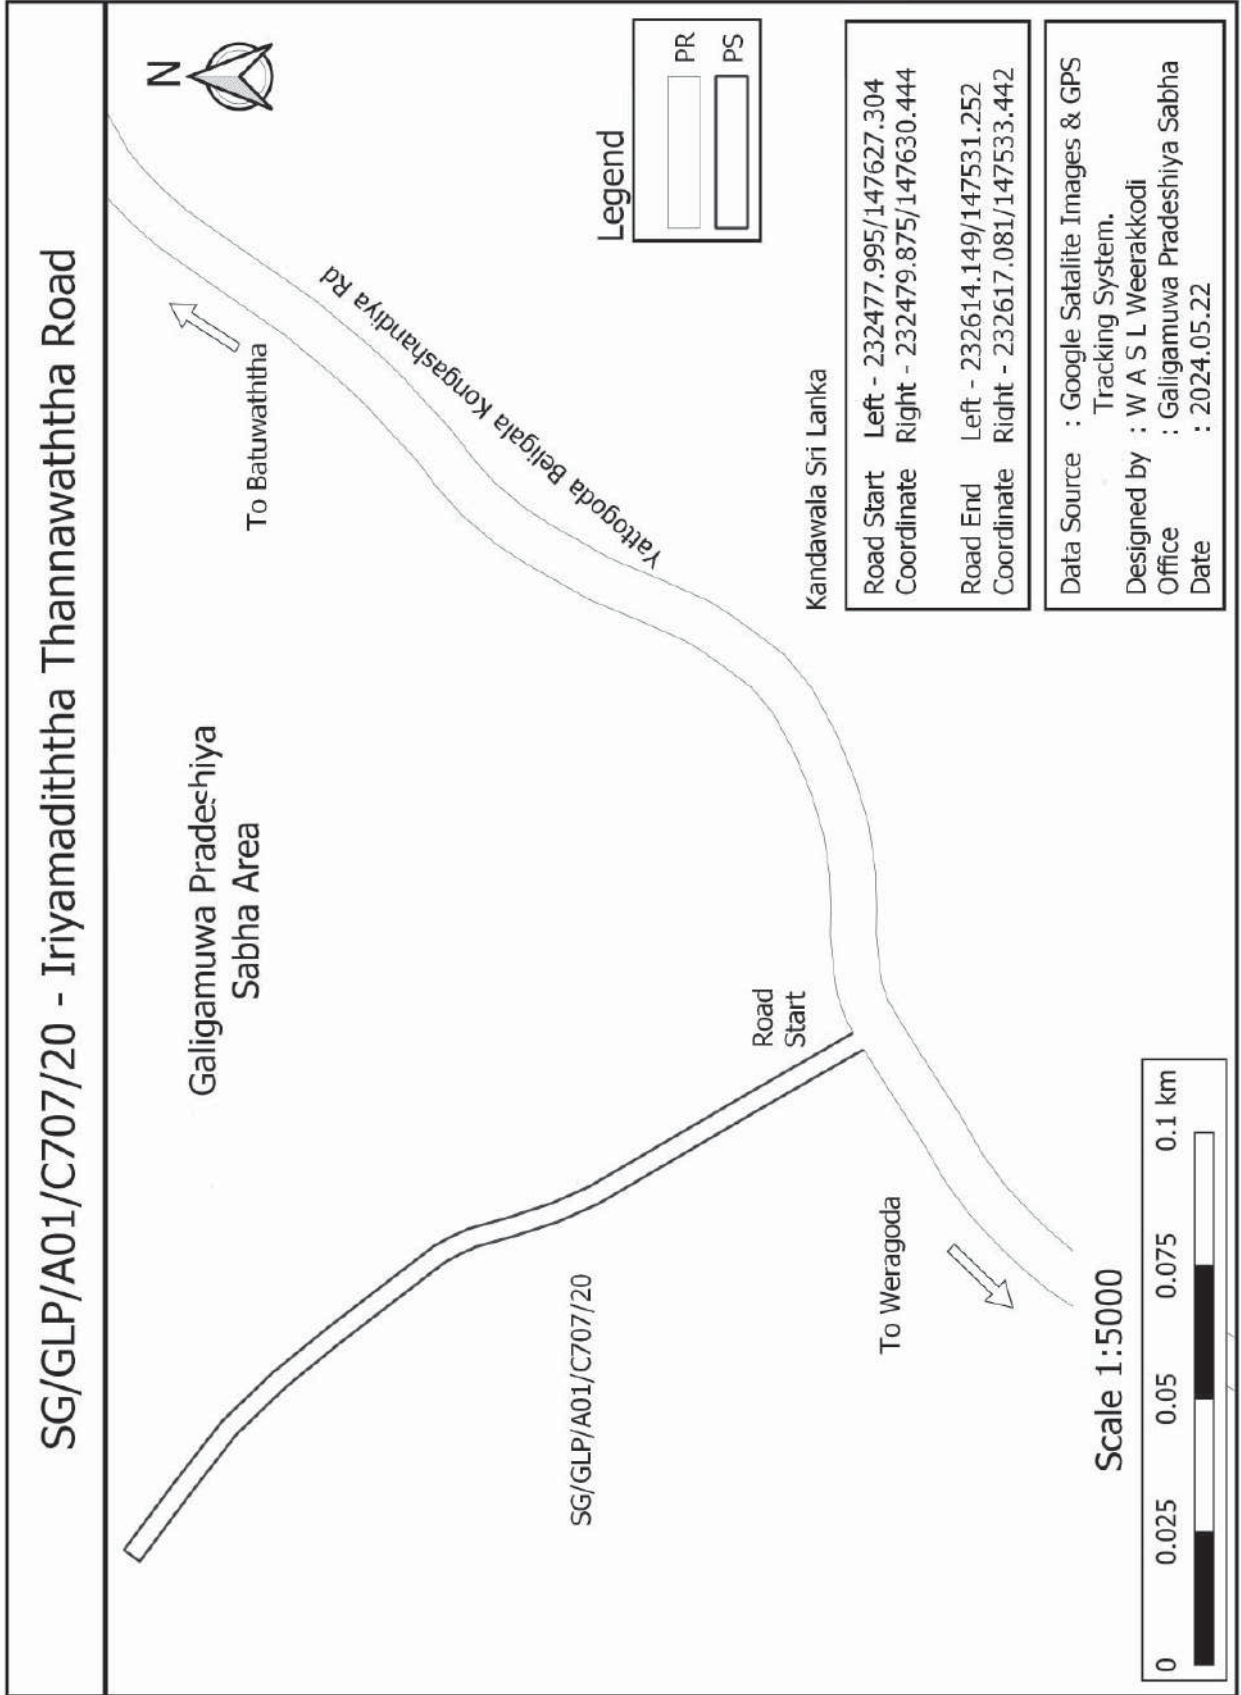 SG/GLP/A01/C707/20 - Iriyamadiththa Thannawaththa Road
N
Galigamuwa Pradeshiya
Sabha Area
To Batuwaththa
Yattogoda Beligala Kongashandiya Rd
Legend
PR
PS
Road
Start
SG/GLP/A01/C707/20
To Weragoda
Kandawala Sri Lanka
Road Start Left - 232477.995/147627.304
Coordinate Right - 232479.875/147630.444
Road End Left - 232614.149/147531.252
Coordinate Right - 232617.081/147533.442
Data Source : Google Satalite Images & GPS
Tracking System.
Designed by : W A S L Weerakkodi
Office : Galigamuwa Pradeshiya Sabha
Date : 2024.05.22
Scale 1:5000
0 0.025 0.05 0.075 0.1 km